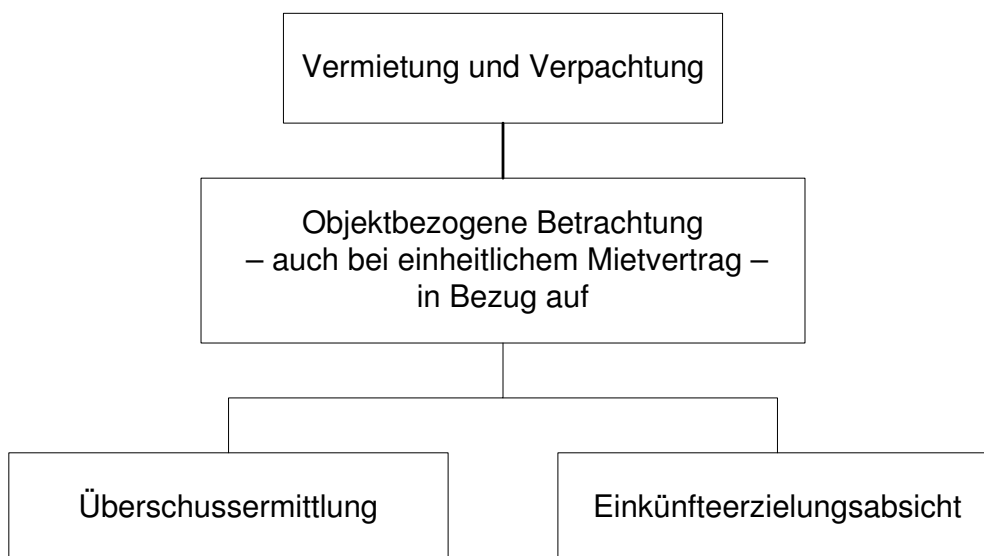 Vermietung und Verpachtung
Objektbezogene Betrachtung
– auch bei einheitlichem Mietvertrag –
in Bezug auf
Überschussermittlung
Einkünfteerzielungsabsicht